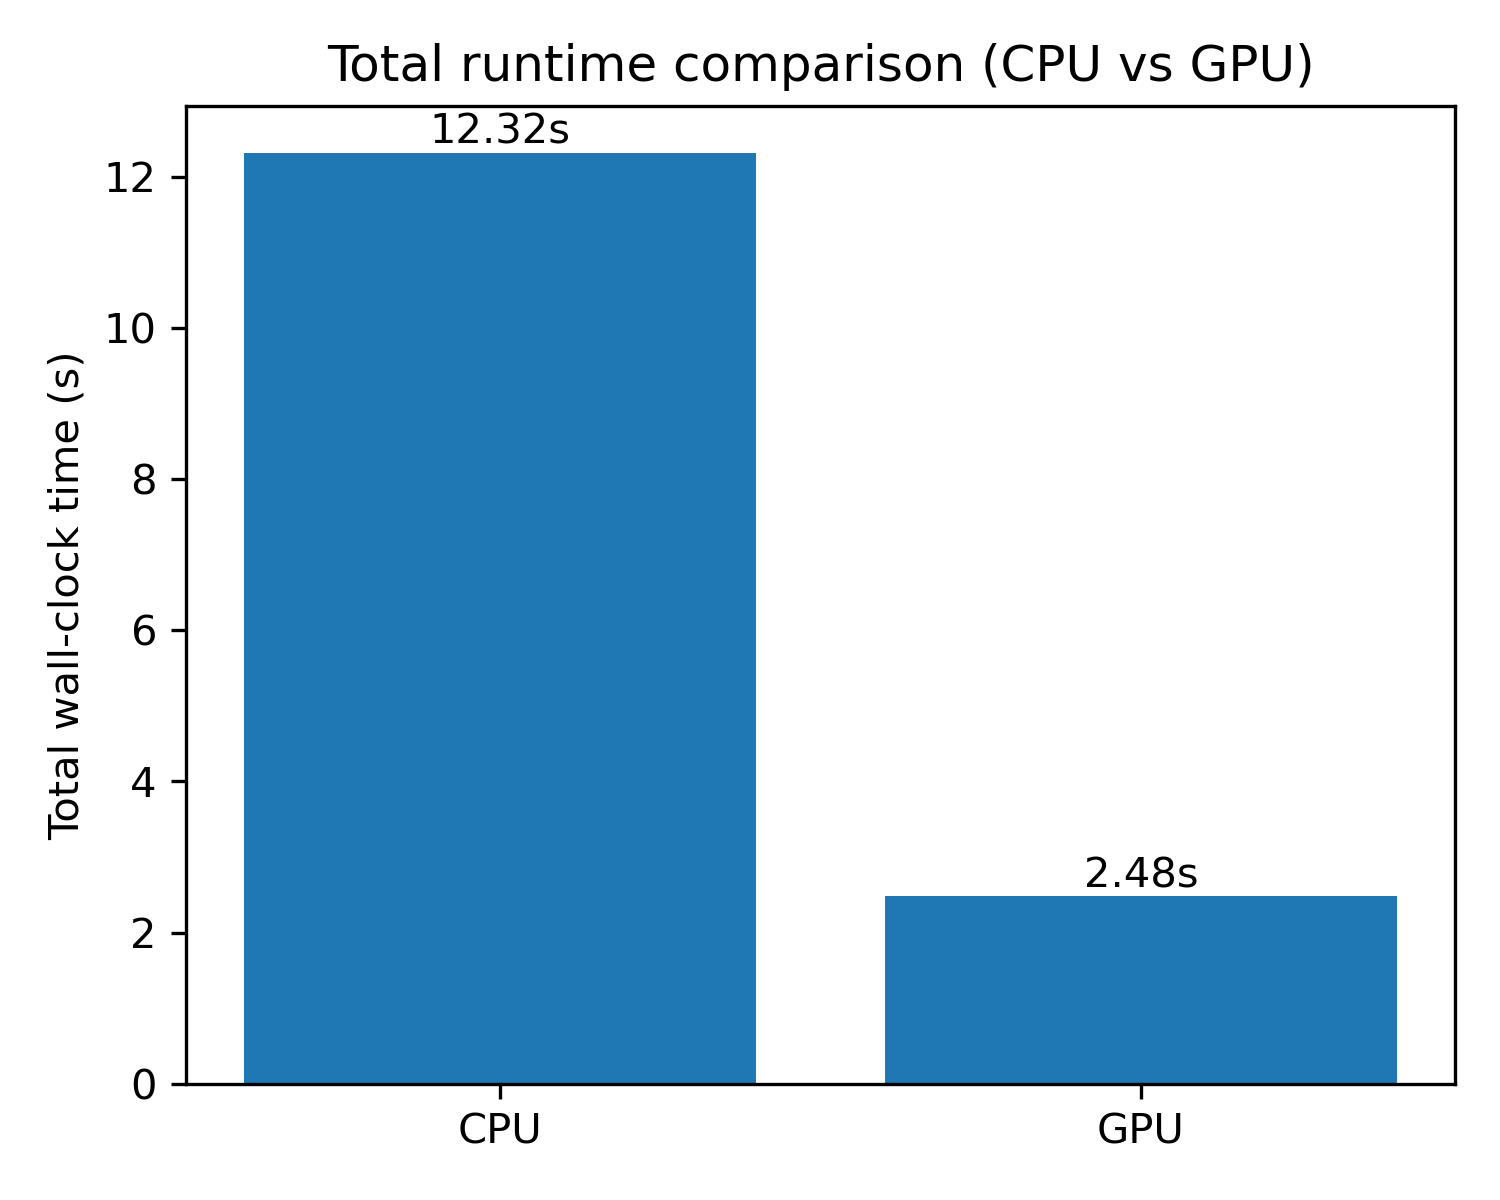 Total runtime comparison (CPU vs GPU)
12.32s
12
10
8
6
4
2
0
Total wall-clock time (s)
2.48s
CPU
GPU